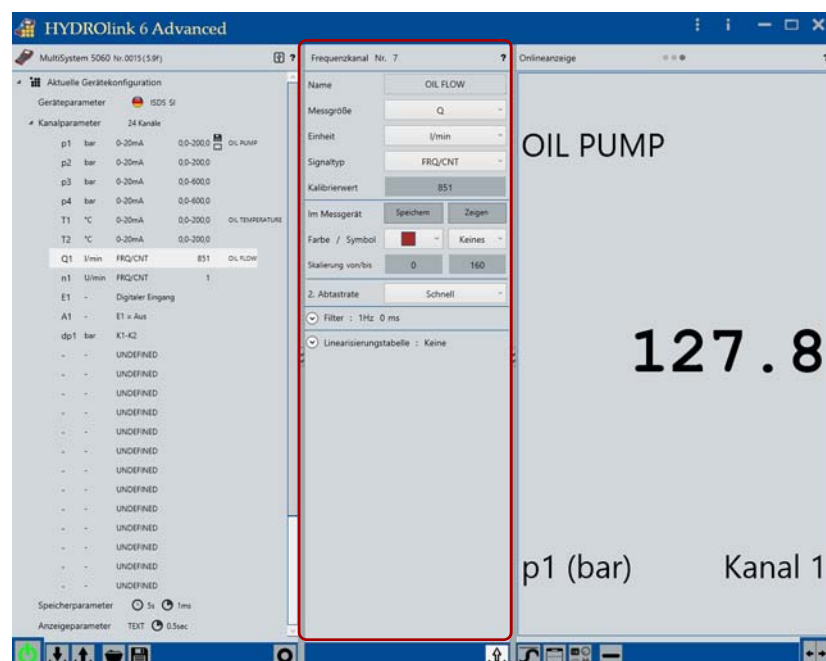 HYDROlink 6 Advanced
MultiSystem 5060 Nr.0015(5.9f) ?
Aktuelle Gerätekonfiguration
Geräteparameter ISDS SI
Kanalparameter 24 Kanäle
p1 bar 0-20mA 0,0-200,0 OIL PUMP
p2 bar 0-20mA 0,0-200,0
p3 bar 0-20mA 0,0-600,0
p4 bar 0-20mA 0,0-600,0
T1 °C 0-20mA 0,0-200,0 OIL TEMPERATURE
T2 °C 0-20mA 0,0-200,0
Q1 l/min FRQ/CNT 851 OIL FLOW
n1 U/min FRQ/CNT 1
E1 - Digitaler Eingang
A1 - E1 = Aus
dp1 bar K1-K2
- - UNDEFINED
- - UNDEFINED
- - UNDEFINED
- - UNDEFINED
- - UNDEFINED
- - UNDEFINED
- - UNDEFINED
- - UNDEFINED
- - UNDEFINED
- - UNDEFINED
- - UNDEFINED
- - UNDEFINED
- - UNDEFINED
Speicherparameter 5s 1ms
Anzeigeparameter TEXT 0.5sec
Frequenzkanal Nr. 7 ?
Name OIL FLOW
Messgröße Q
Einheit l/min
Signaltyp FRQ/CNT
Kalibrierwert 851
Im Messgerät Speichern Zeigen
Farbe / Symbol Keines
Skalierung von/bis 0 160
2. Abtastrate Schnell
Filter : 1Hz 0 ms
Linearisierungstabelle : Keine
Onlineanzeige
OIL PUMP
127.8
p1 (bar) Kanal 1